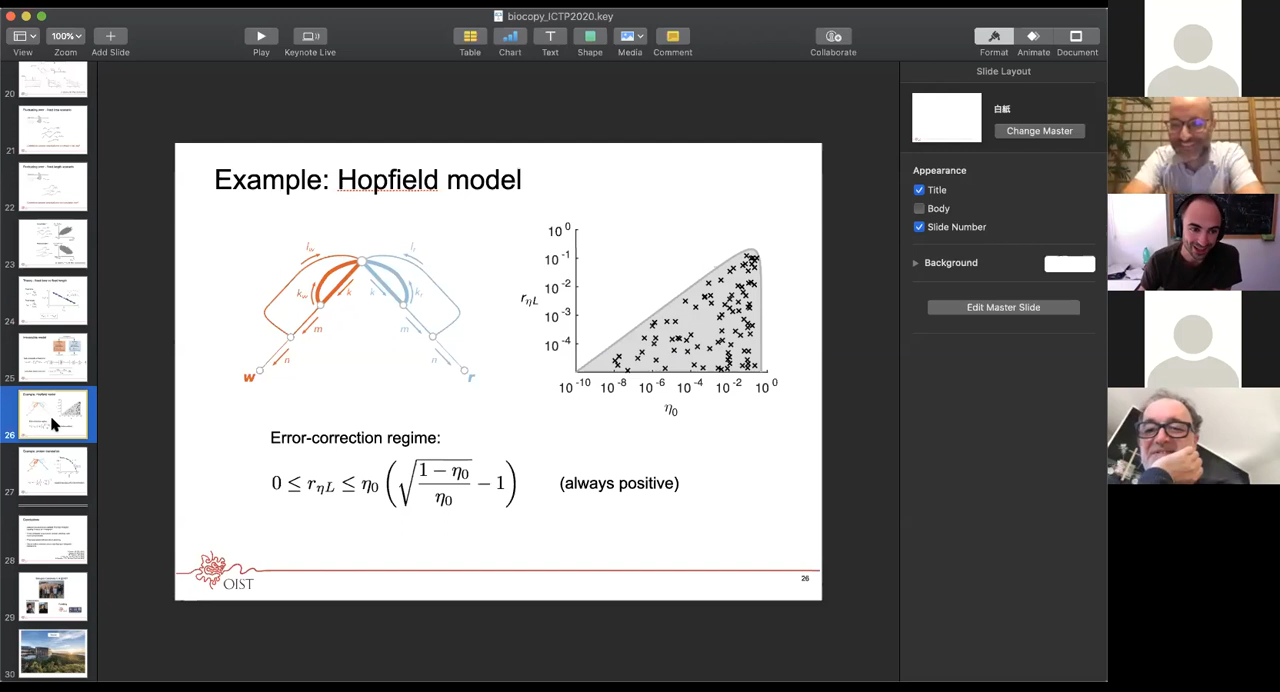 biocopy_ICTP2020.key
100%
View
Zoom
Add Slide
Play
Keynote Live
Table
Chart
Text
Shape
Media
Comment
Collaborate
Format
Animate
Document
Slide Layout
白紙
Change Master
Appearance
Title
Body
Slide Number
Background
Edit Master Slide
20
21
22
23
24
25
26
27
28
29
30
Example: Hopfield model
l_w
l_r
k_w
k
k
k_r
m
m
n
n
w
r
10^0
10^-1
10^-2
10^-3
10^-4
r_ηL
10^-10 10^-8 10^-6 10^-4 10^-2 10^0
η_0
Error-correction regime:
0 ≤ r_ηL ≤ η_0 (√((1 − η_0)/η_0) − 1) (always positive)
OIST
26